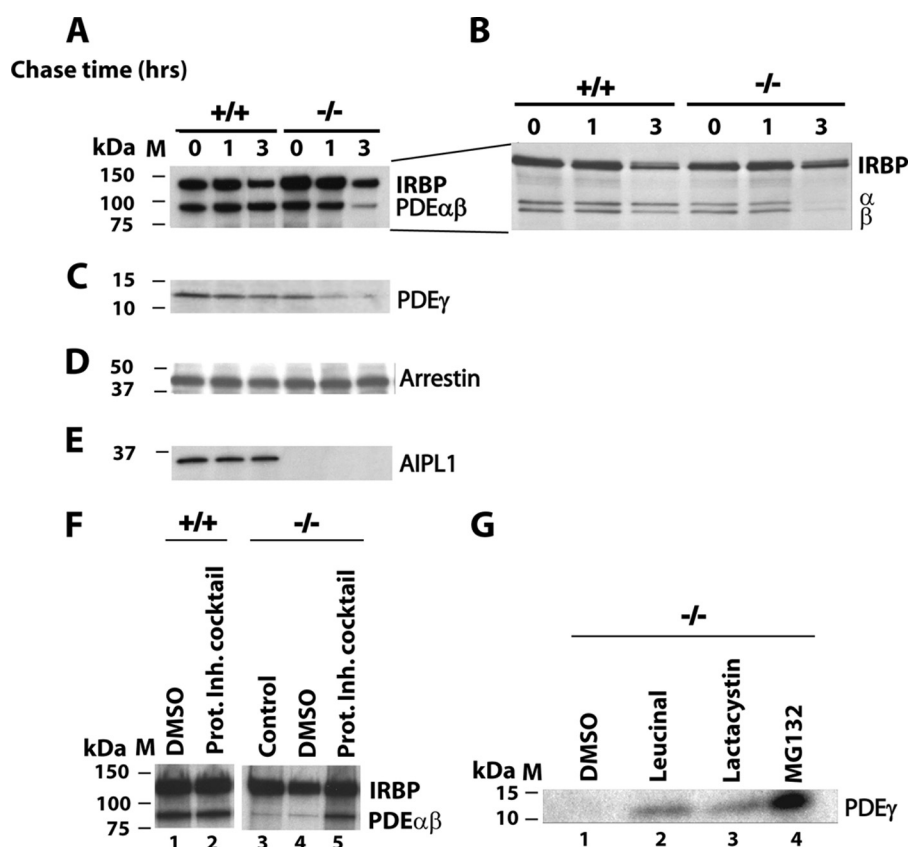 A
B
Chase time (hrs)
+/+ -/-
kDa M 0 1 3 0 1 3
150
100
75
IRBP
PDEαβ
+/+ -/-
0 1 3 0 1 3
IRBP
α
β
C
15
10
PDEγ
D
50
37
Arrestin
E
37
AIPL1
F
+/+ -/-
DMSO
Prot. Inh. cocktail
Control
DMSO
Prot. Inh. cocktail
kDa M
150
100
75
IRBP
PDEαβ
1 2 3 4 5
G
-/-
DMSO
Leucinal
Lactacystin
MG132
kDa M
15
10
PDEγ
1 2 3 4